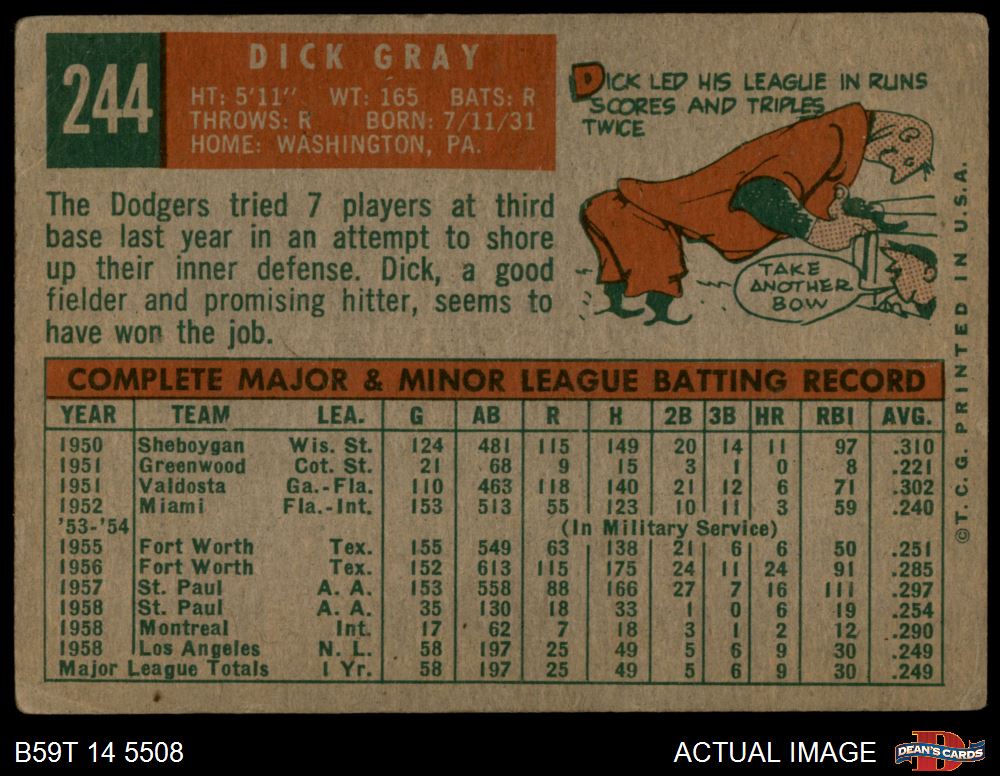 244
DICK GRAY
HT: 5'11" WT: 165 BATS: R
THROWS: R BORN: 7/11/31
HOME: WASHINGTON, PA.
DICK LED HIS LEAGUE IN RUNS
SCORES AND TRIPLES
TWICE
TAKE
ANOTHER
BOW
The Dodgers tried 7 players at third
base last year in an attempt to shore
up their inner defense. Dick, a good
fielder and promising hitter, seems to
have won the job.
COMPLETE MAJOR & MINOR LEAGUE BATTING RECORD
YEAR TEAM LEA. G AB R H 2B 3B HR RBI AVG.
1950 Sheboygan Wis. St. 124 481 115 149 20 14 11 97 .310
1951 Greenwood Cot. St. 21 68 9 15 3 1 0 8 .221
1951 Valdosta Ga.-Fla. 110 463 118 140 21 12 6 71 .302
1952 Miami Fla.-Int. 153 513 55 123 10 11 3 59 .240
'53-'54 (In Military Service)
1955 Fort Worth Tex. 155 549 63 138 21 6 6 50 .251
1956 Fort Worth Tex. 152 613 115 175 24 11 24 91 .285
1957 St. Paul A. A. 153 558 88 166 27 7 16 111 .297
1958 St. Paul A. A. 35 130 18 33 1 0 6 19 .254
1958 Montreal Int. 17 62 7 18 3 1 2 12 .290
1958 Los Angeles N. L. 58 197 25 49 5 6 9 30 .249
Major League Totals 1 Yr. 58 197 25 49 5 6 9 30 .249
©T.C.G. PRINTED IN U.S.A.
B59T 14 5508
ACTUAL IMAGE
DEAN'S CARDS